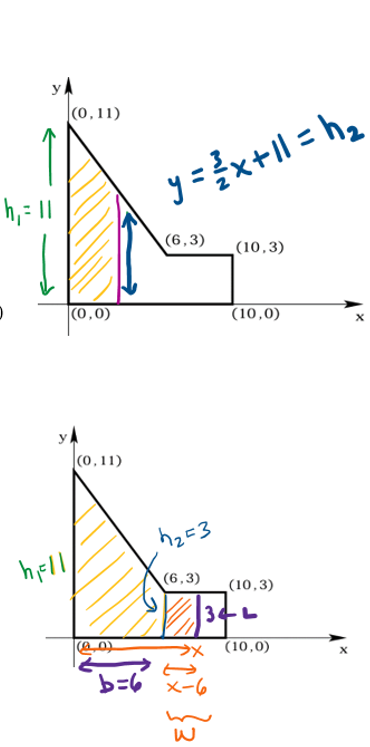 y
(0,11)
y = 3/2 x + 11 = h₂
h₁ = 11
(6,3)
(10,3)
)
(0,0)
(10,0)
x
y
(0,11)
h₂=3
h₁=11
(6,3)
(10,3)
3 ← L
(0,0)
x
(10,0)
x
b=6
x-6
w